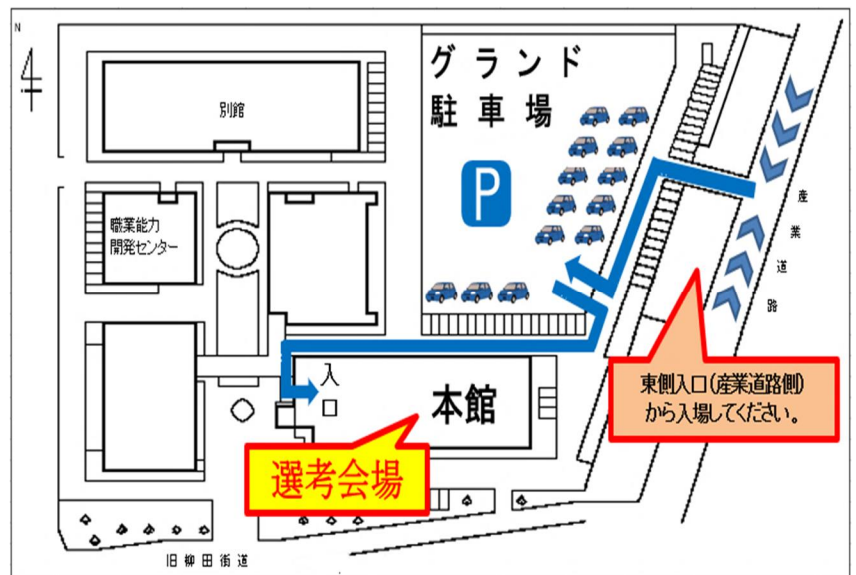 N
別館
グランド
駐車場
P
職業能力
開発センター
産業道路
東側入口(産業道路側)
から入場してください。
入口
本館
選考会場
旧柳田街道